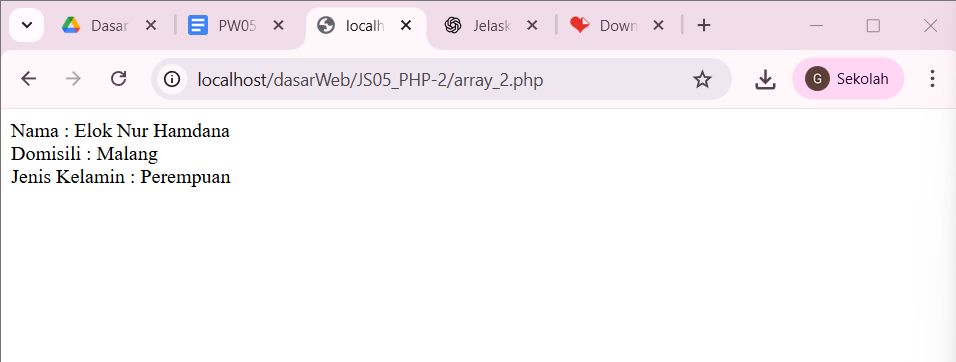 Dasar
PW05
localh
Jelask
Down
localhost/dasarWeb/JS05_PHP-2/array_2.php
G
Sekolah
Nama : Elok Nur Hamdana
Domisili : Malang
Jenis Kelamin : Perempuan